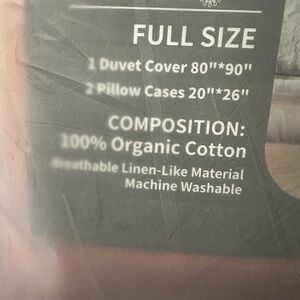 FULL SIZE
1 Duvet Cover 80"*90"
2 Pillow Cases 20"*26"
COMPOSITION:
100% Organic Cotton
Breathable Linen-Like Material
Machine Washable